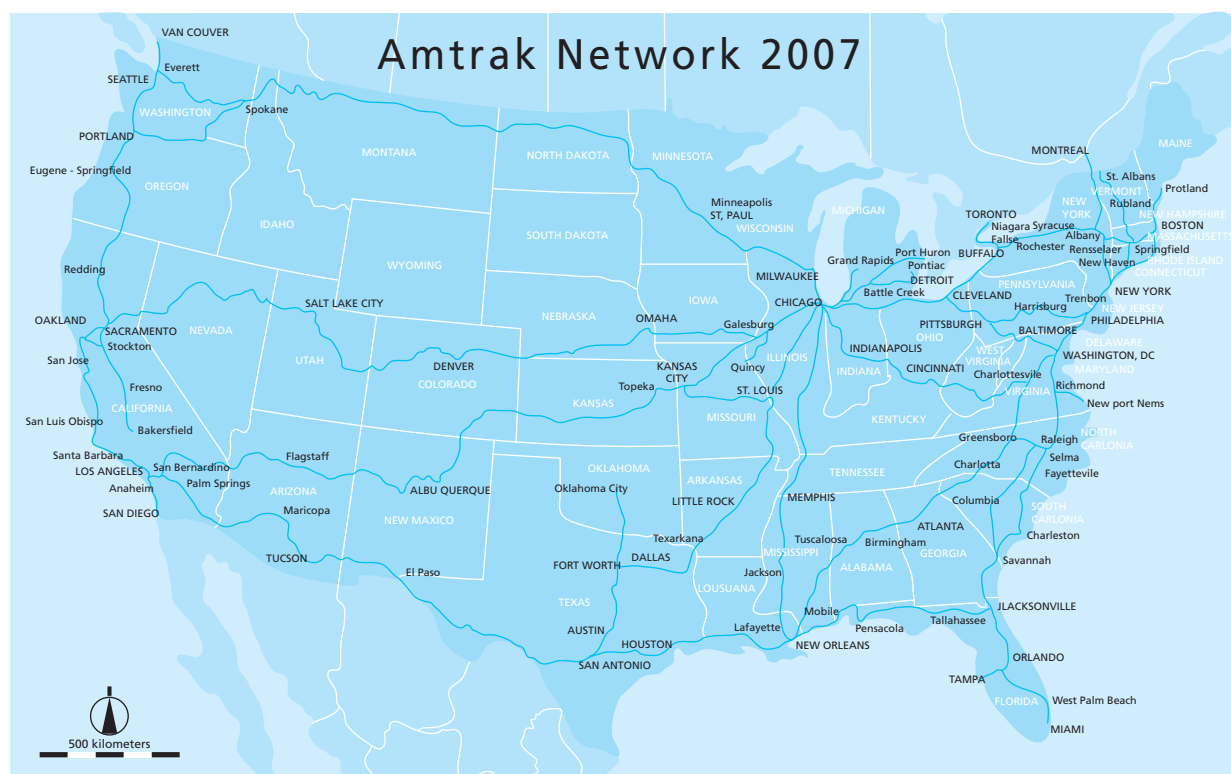 Amtrak Network 2007
VAN COUVER
Everett
SEATTLE
WASHINGTON
Spokane
PORTLAND
MONTANA
NORTH DAKOTA
MINNESOTA
MONTREAL
MAINE
Eugene - Springfield
OREGON
St. Albans
Protland
VERMONT
Rubland
NEW
YORK
NEW HAMPSHIRE
Minneapolis
ST, PAUL
WISCONSIN
MICHIGAN
TORONTO
Niagara
Fallse
Syracuse
BOSTON
MASSACHUSETTS
IDAHO
SOUTH DAKOTA
Rochester
Albany
Rensselaer
Springfield
BUFFALO
New Haven
RHODE ISLAND
CONNECTICUT
Port Huron
Grand Rapids
Pontiac
WYOMING
Redding
MILWAUKEE
DETROIT
Battle Creek
PENNSYLVANIA
NEW YORK
CHICAGO
CLEVELAND
Trenbon
Harrisburg
NEW JERSEY
SALT LAKE CITY
IOWA
NEBRASKA
OMAHA
Galesburg
OAKLAND
SACRAMENTO
Stockton
NEVADA
PITTSBURGH
OHIO
BALTIMORE
PHILADELPHIA
DELAWARE
INDIANAPOLIS
WEST
VIRGINIA
WASHINGTON, DC
MARYLAND
San Jose
UTAH
DENVER
COLORADO
KANSAS
CITY
Quincy
ILLINOIS
INDIANA
CINCINNATI
Charlottesvile
Topeka
ST. LOUIS
Fresno
VIRGINIA
Richmond
New port Nems
CALIFORNIA
KANSAS
MISSOURI
KENTUCKY
San Luis Obispo
Bakersfield
Greensboro
Raleigh
NORTH
CARLONIA
Santa Barbara
LOS ANGELES
San Bernardino
Flagstaff
Selma
Charlotta
Fayettevile
OKLAHOMA
TENNESSEE
Anaheim
Palm Springs
ARIZONA
ALBU QUERQUE
Oklahoma City
ARKANSAS
LITTLE ROCK
MEMPHIS
Columbia
SOUTH
CARLONIA
SAN DIEGO
Maricopa
NEW MAXICO
ATLANTA
Charleston
Texarkana
Tuscaloosa
Birmingham
MISSISSIPPI
GEORGIA
TUCSON
DALLAS
FORT WORTH
Savannah
El Paso
Jackson
ALABAMA
LOUSUANA
TEXAS
Mobile
JLACKSONVILLE
Tallahassee
AUSTIN
Lafayette
Pensacola
HOUSTON
NEW ORLEANS
SAN ANTONIO
ORLANDO
TAMPA
FLORIDA
West Palm Beach
MIAMI
500 kilometers